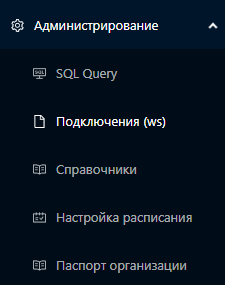 Администрирование
SQL Query
Подключения (ws)
Справочники
Настройка расписания
Паспорт организации